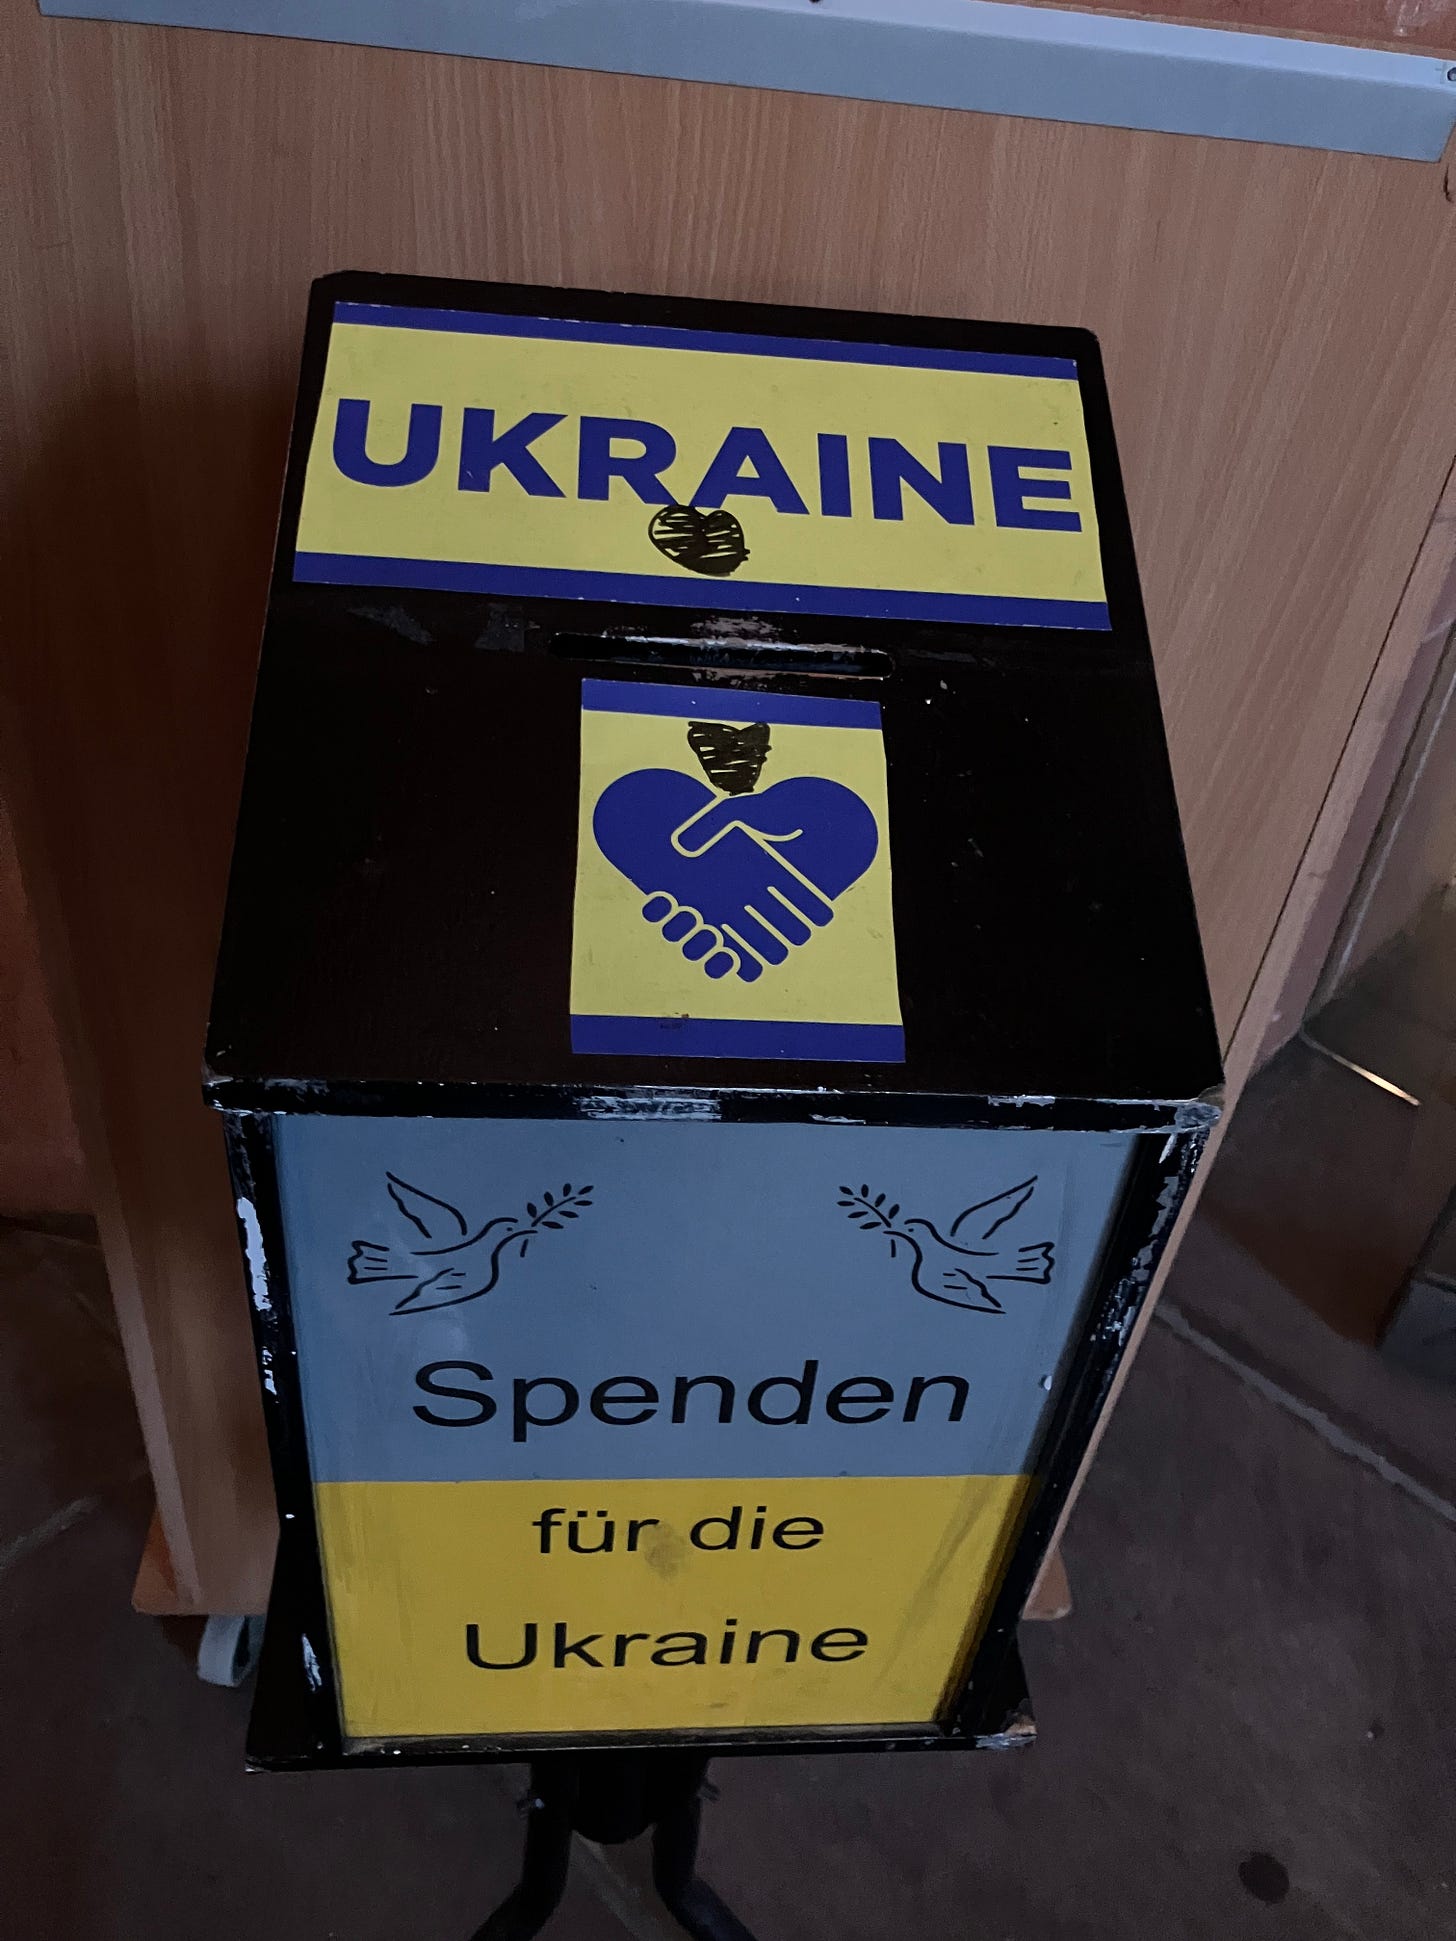 UKRAINE
Spenden
für die
Ukraine